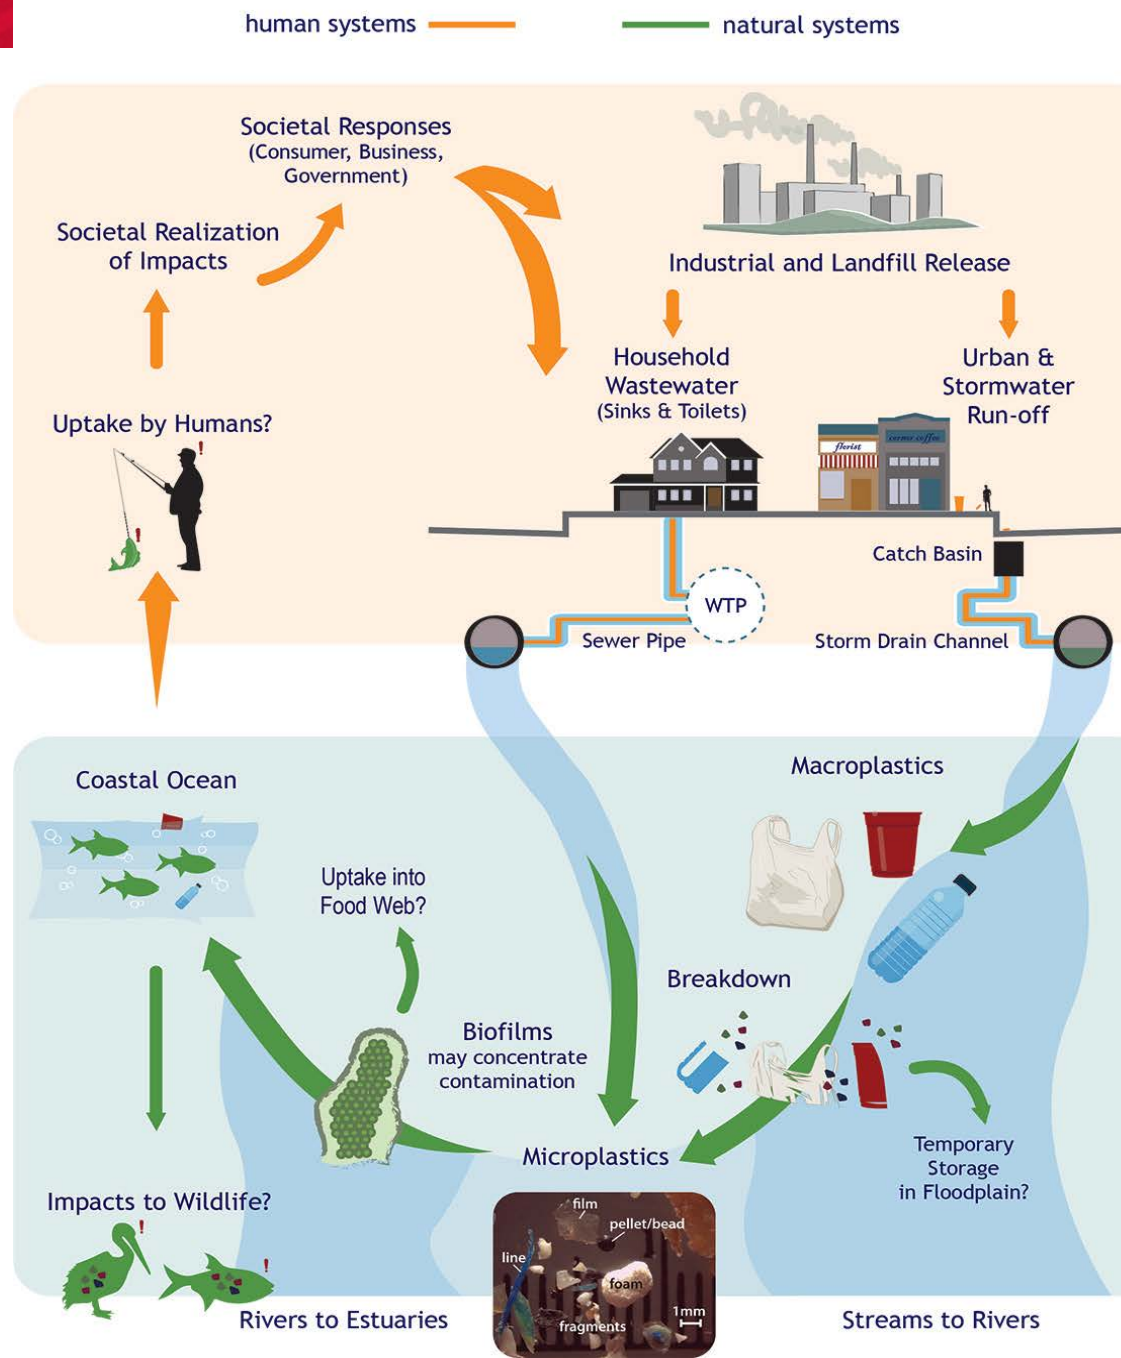 human systems
natural systems
Societal Responses
(Consumer, Business,
Government)
Societal Realization
of Impacts
Industrial and Landfill Release
Household
Wastewater
(Sinks & Toilets)
Urban &
Stormwater
Run-off
Uptake by Humans?
!
!
florist
corner coffee
Catch Basin
WTP
Sewer Pipe
Storm Drain Channel
Coastal Ocean
Macroplastics
Uptake into
Food Web?
Breakdown
Biofilms
may concentrate
contamination
Microplastics
Temporary
Storage
in Floodplain?
Impacts to Wildlife?
!
!
film
pellet/bead
line
foam
1mm
fragments
Rivers to Estuaries
Streams to Rivers